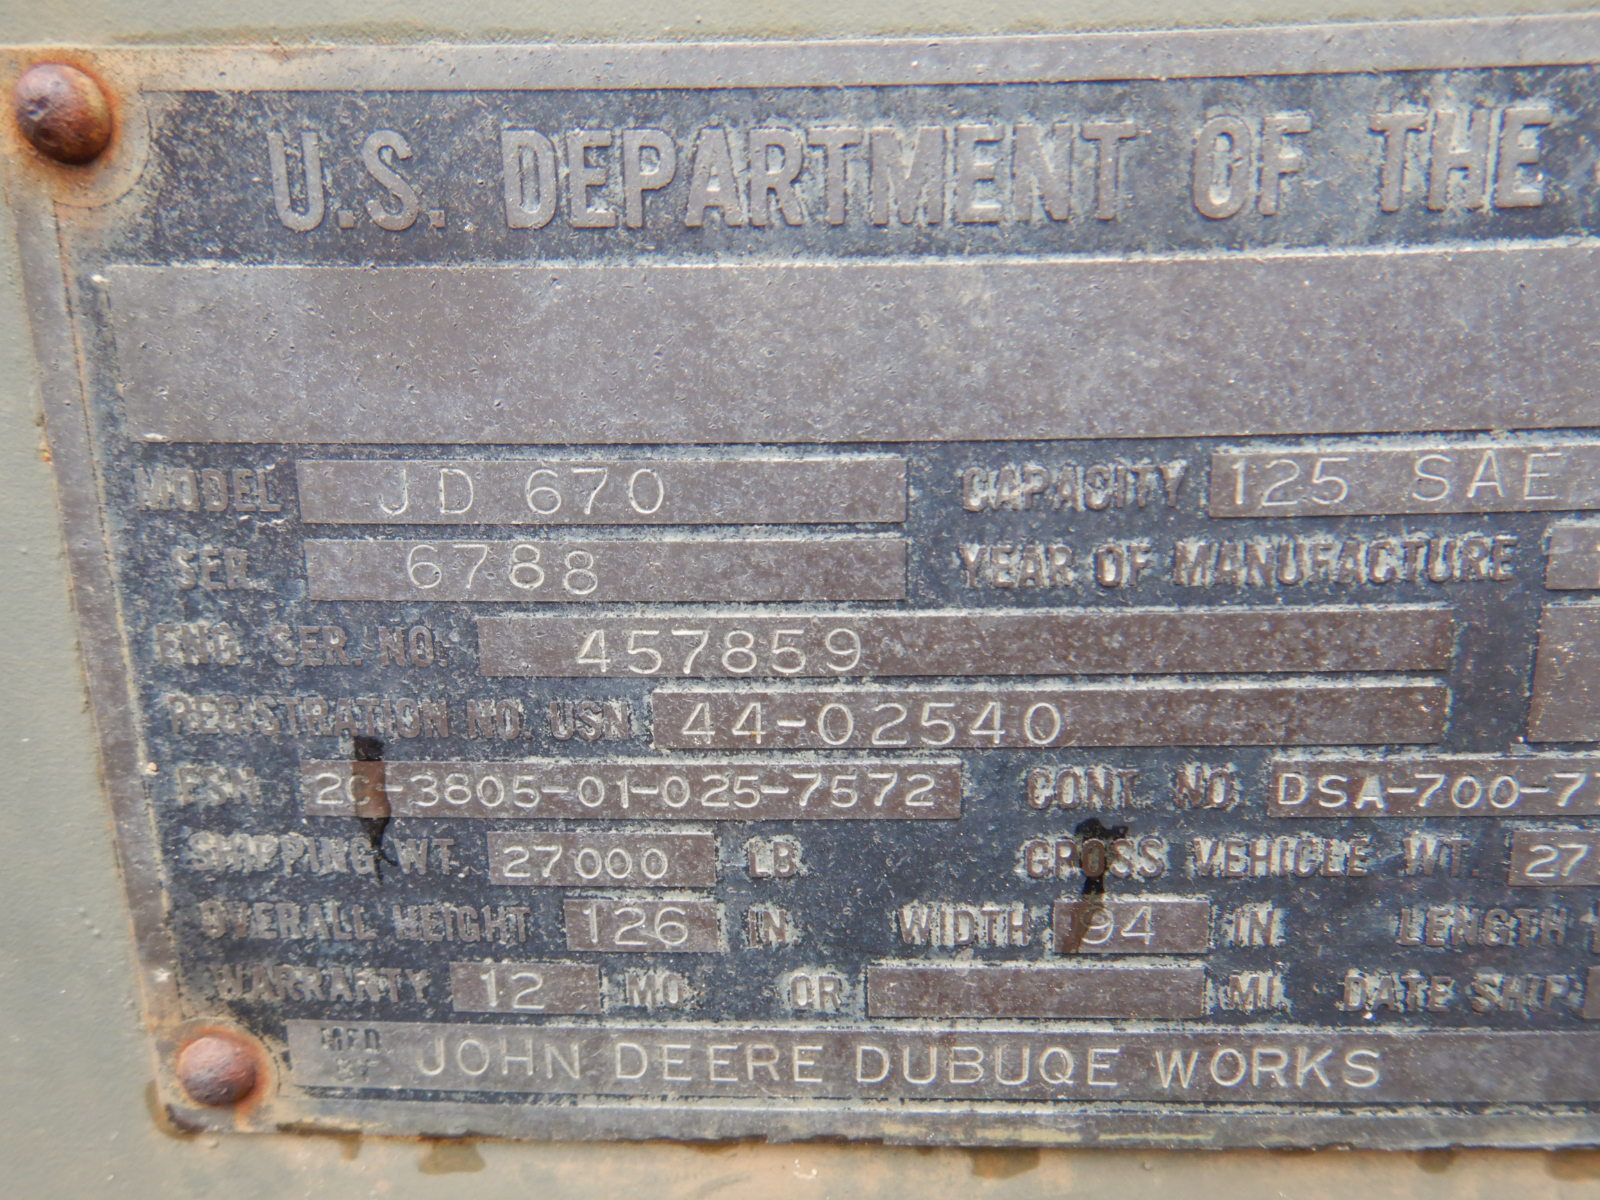 U.S. DEPARTMENT OF THE
MODEL JD 670 CAPACITY 125 SAE
SER. 6788 YEAR OF MANUFACTURE
ENG. SER. NO. 457859
REGISTRATION NO. USN 44-02540
FSN 2C-3805-01-025-7572 CONT. NO. DSA-700-77
SHIPPING WT. 27000 LB. GROSS VEHICLE WT. 27
OVERALL HEIGHT 126 IN. WIDTH 94 IN. LENGTH
WARRANTY 12 MO. OR MI. DATE SHIP.
MFD BY JOHN DEERE DUBUQE WORKS